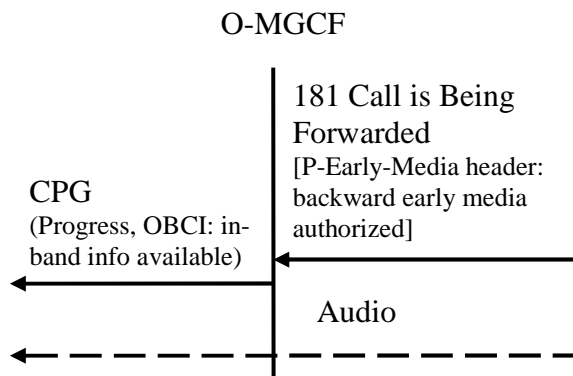 O-MGCF
181 Call is Being
Forwarded
[P-Early-Media header:
backward early media
authorized]
CPG
(Progress, OBCI: in-
band info available)
Audio